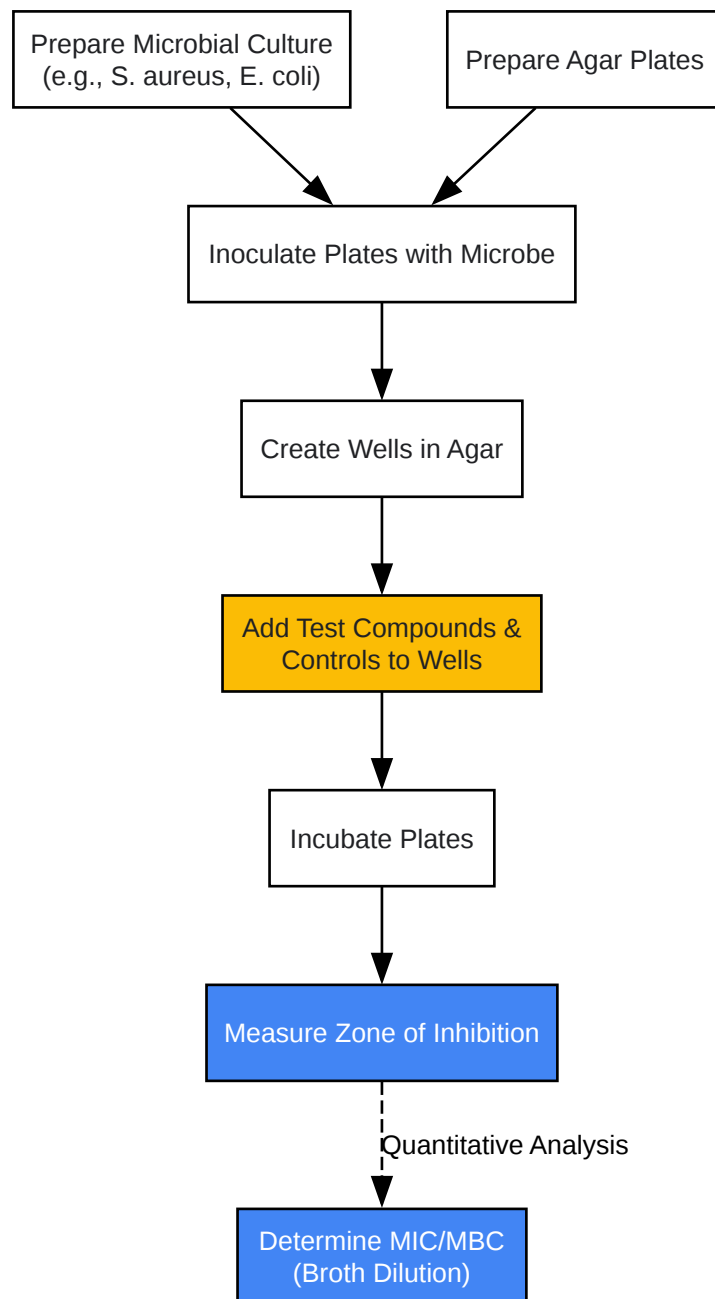 Prepare Microbial Culture
(e.g., S. aureus, E. coli)
Prepare Agar Plates
Inoculate Plates with Microbe
Create Wells in Agar
Add Test Compounds &
Controls to Wells
Incubate Plates
Measure Zone of Inhibition
Quantitative Analysis
Determine MIC/MBC
(Broth Dilution)